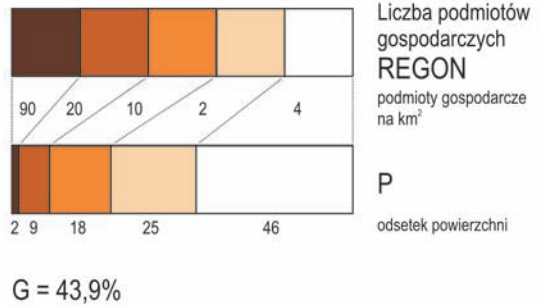 Liczba podmiotów
gospodarczych
REGON
podmioty gospodarcze
na km²
90 20 10 2 4
P
odsetek powierzchni
2 9 18 25 46
G = 43,9%